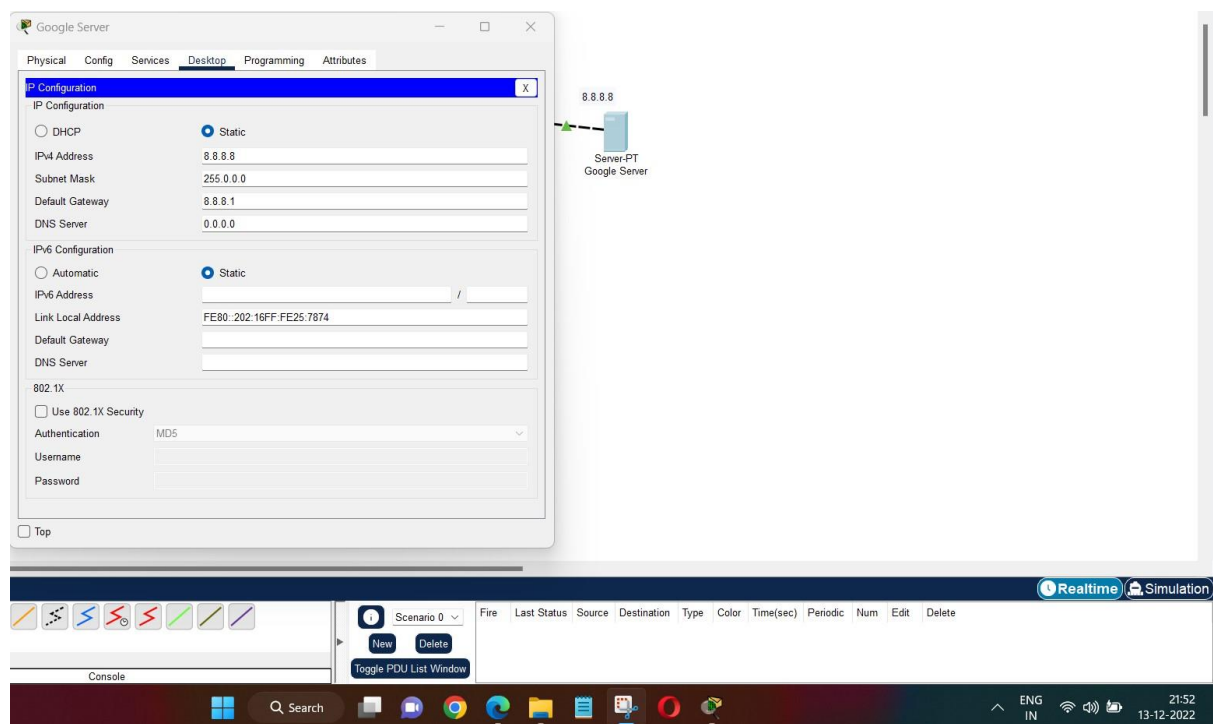 Google Server
Physical Config Services Desktop Programming Attributes
IP Configuration X
IP Configuration
DHCP Static
IPv4 Address 8.8.8.8
Subnet Mask 255.0.0.0
Default Gateway 8.8.8.1
DNS Server 0.0.0.0
IPv6 Configuration
Automatic Static
IPv6 Address /
Link Local Address FE80::202:16FF:FE25:7874
Default Gateway
DNS Server
802.1X
Use 802.1X Security
Authentication MD5
Username
Password
Top
8.8.8.8
Server-PT
Google Server
Realtime Simulation
Scenario 0
New Delete
Toggle PDU List Window
Fire Last Status Source Destination Type Color Time(sec) Periodic Num Edit Delete
Console
Search
ENG
IN
21:52
13-12-2022